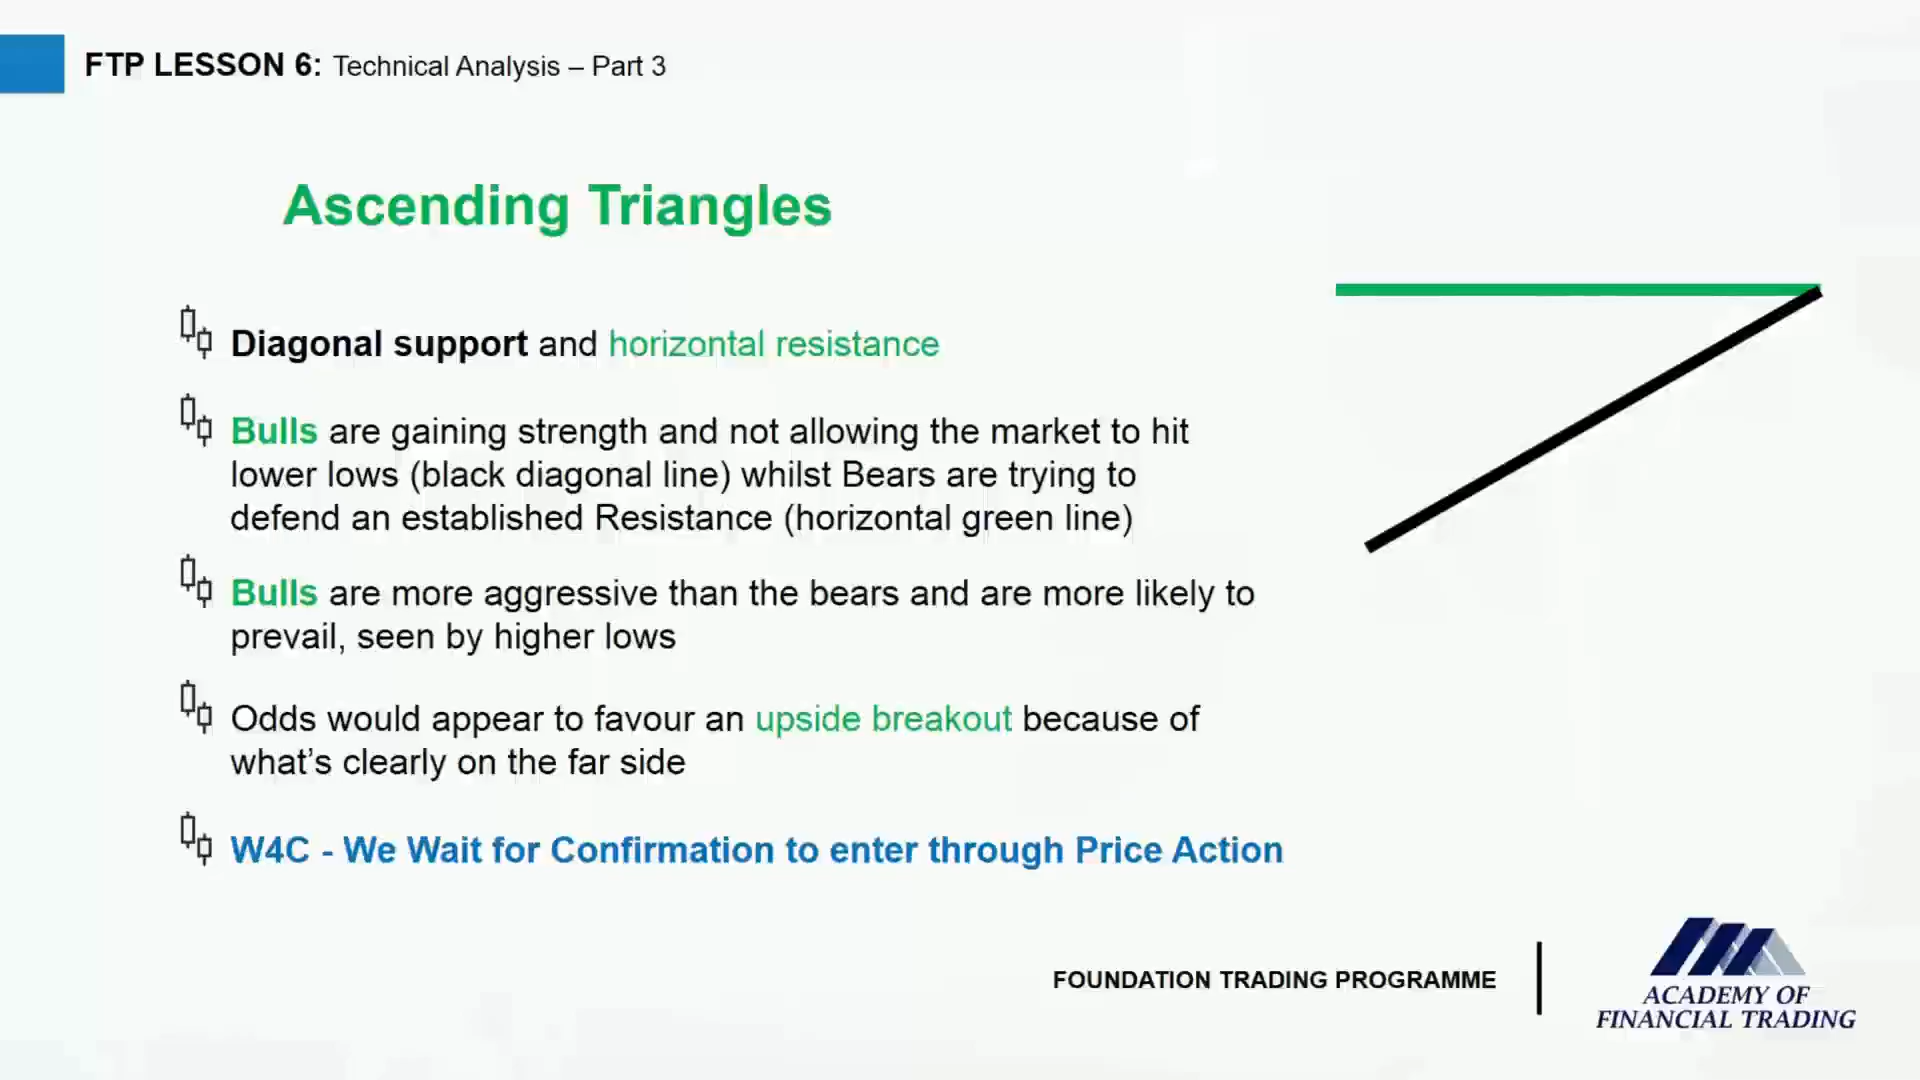 FTP LESSON 6: Technical Analysis – Part 3
Ascending Triangles
Diagonal support and horizontal resistance
Bulls are gaining strength and not allowing the market to hit
lower lows (black diagonal line) whilst Bears are trying to
defend an established Resistance (horizontal green line)
Bulls are more aggressive than the bears and are more likely to
prevail, seen by higher lows
Odds would appear to favour an upside breakout because of
what's clearly on the far side
W4C - We Wait for Confirmation to enter through Price Action
FOUNDATION TRADING PROGRAMME
ACADEMY OF
FINANCIAL TRADING